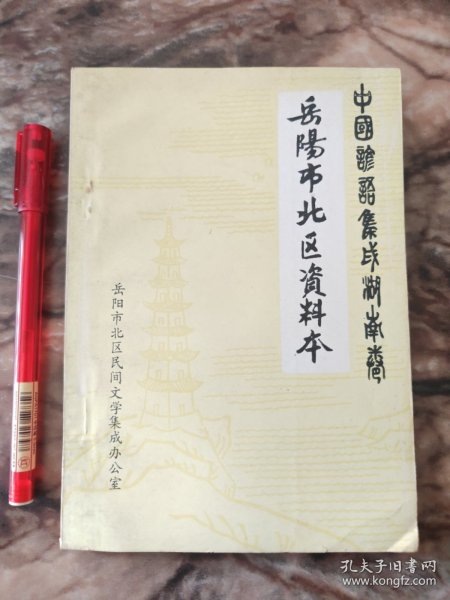 中國諺語集成湖南卷
岳陽市北区資料本
岳阳市北区民间文学集成办公室
孔夫子旧书网
www.kongfz.com